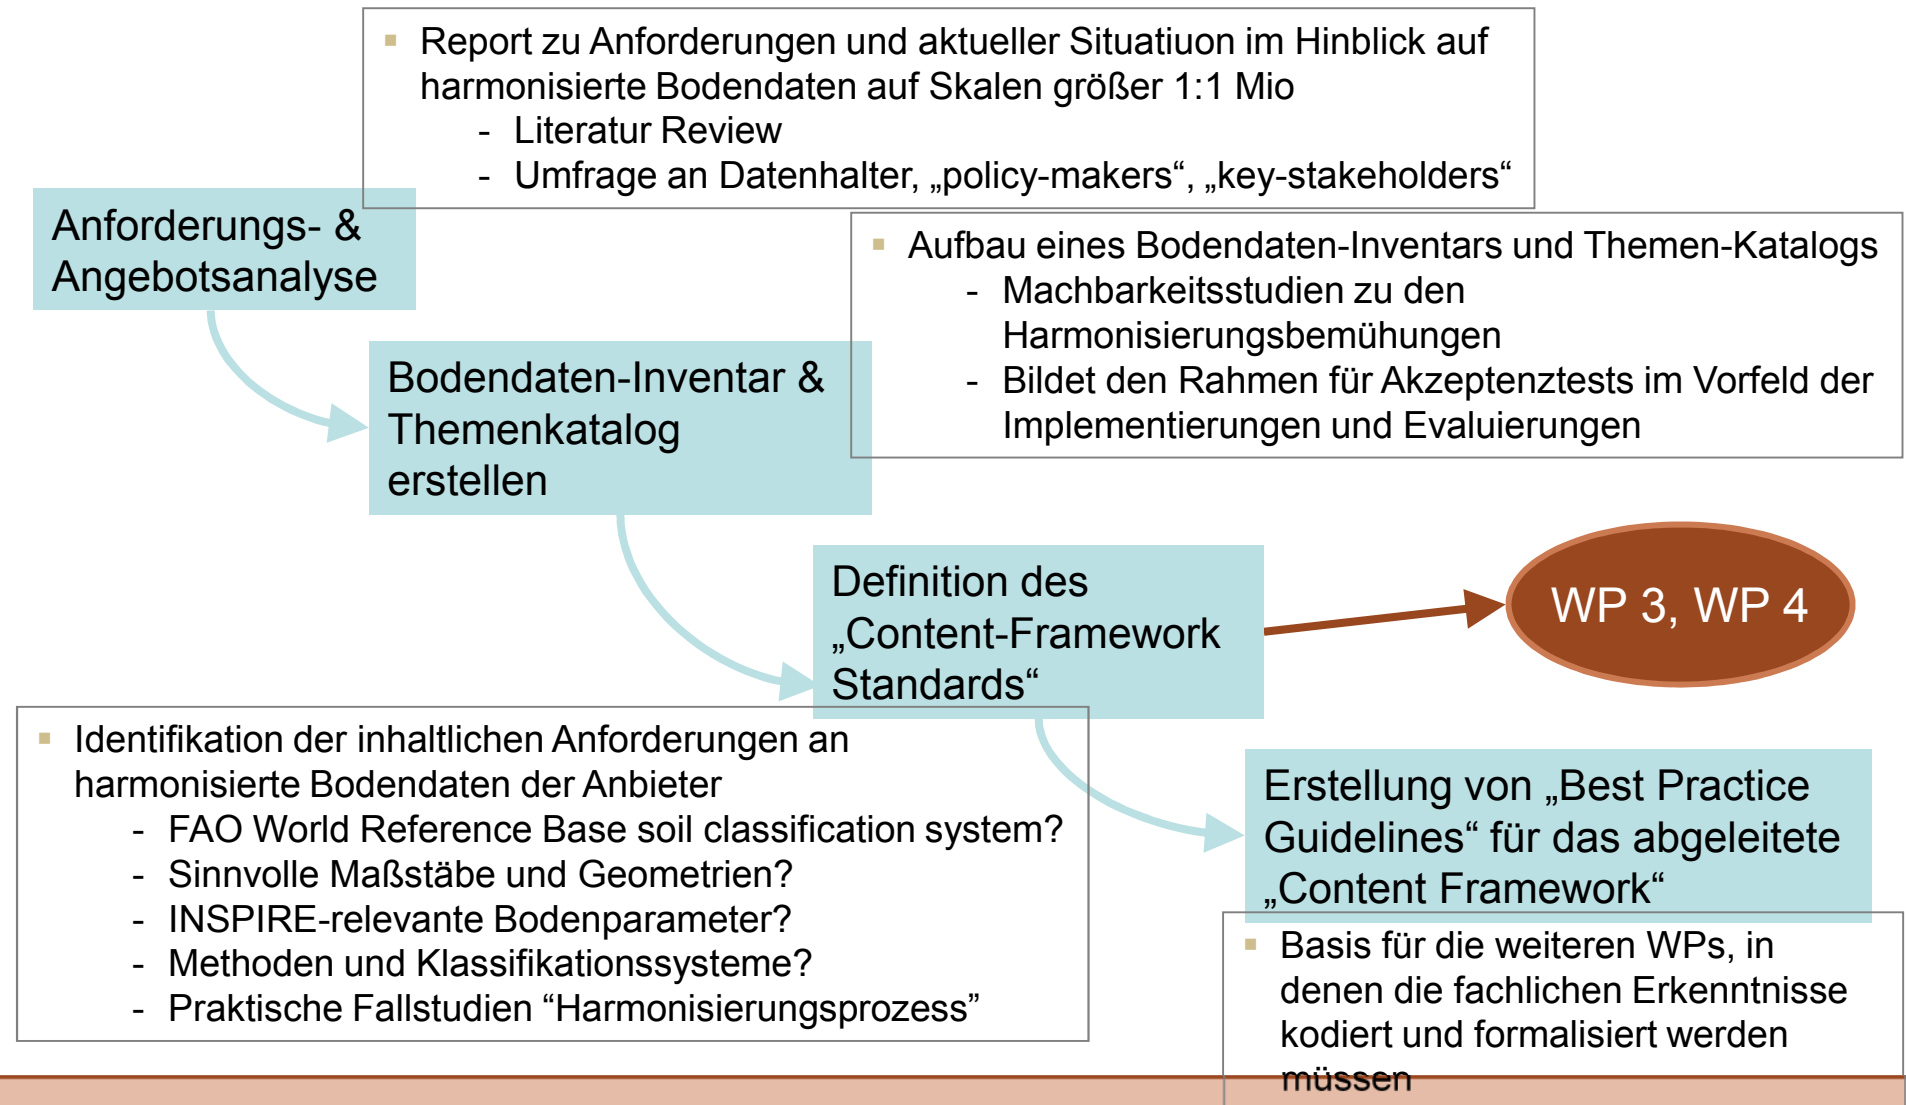 ▪ Report zu Anforderungen und aktueller Situatiuon im Hinblick auf
harmonisierte Bodendaten auf Skalen größer 1:1 Mio
- Literatur Review
- Umfrage an Datenhalter, „policy-makers“, „key-stakeholders“
Anforderungs- &
Angebotsanalyse
▪ Aufbau eines Bodendaten-Inventars und Themen-Katalogs
- Machbarkeitsstudien zu den
Harmonisierungsbemühungen
- Bildet den Rahmen für Akzeptenztests im Vorfeld der
Implementierungen und Evaluierungen
Bodendaten-Inventar &
Themenkatalog
erstellen
Definition des
„Content-Framework
Standards“
WP 3, WP 4
▪ Identifikation der inhaltlichen Anforderungen an
harmonisierte Bodendaten der Anbieter
- FAO World Reference Base soil classification system?
- Sinnvolle Maßstäbe und Geometrien?
- INSPIRE-relevante Bodenparameter?
- Methoden und Klassifikationssysteme?
- Praktische Fallstudien “Harmonisierungsprozess”
Erstellung von „Best Practice
Guidelines“ für das abgeleitete
„Content Framework“
▪ Basis für die weiteren WPs, in
denen die fachlichen Erkenntnisse
kodiert und formalisiert werden
müssen